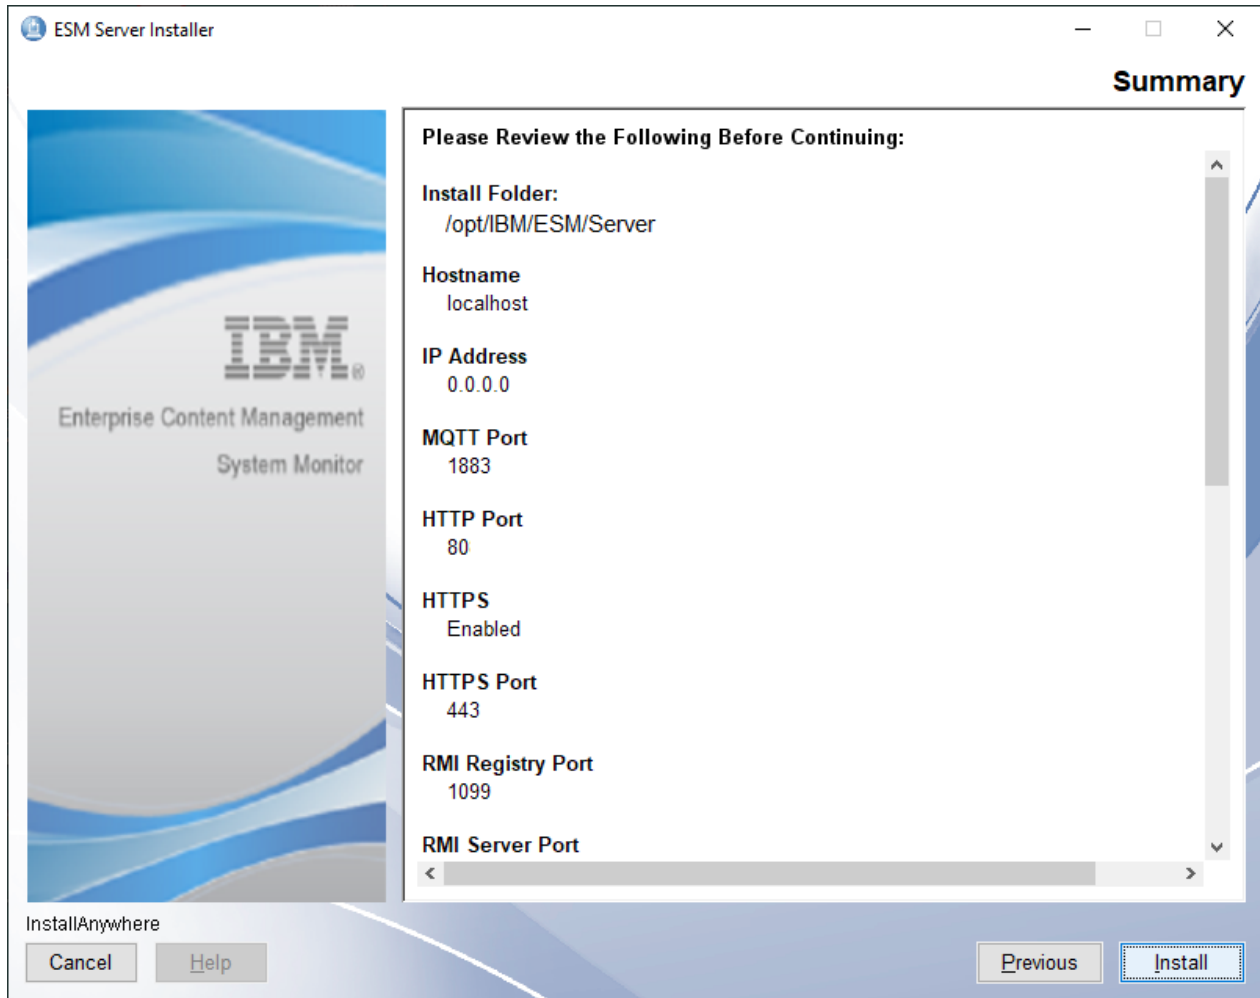 ESM Server Installer
Summary
IBM®
Enterprise Content Management
System Monitor
Please Review the Following Before Continuing:
Install Folder:
/opt/IBM/ESM/Server
Hostname
localhost
IP Address
0.0.0.0
MQTT Port
1883
HTTP Port
80
HTTPS
Enabled
HTTPS Port
443
RMI Registry Port
1099
RMI Server Port
InstallAnywhere
Cancel
Help
Previous
Install